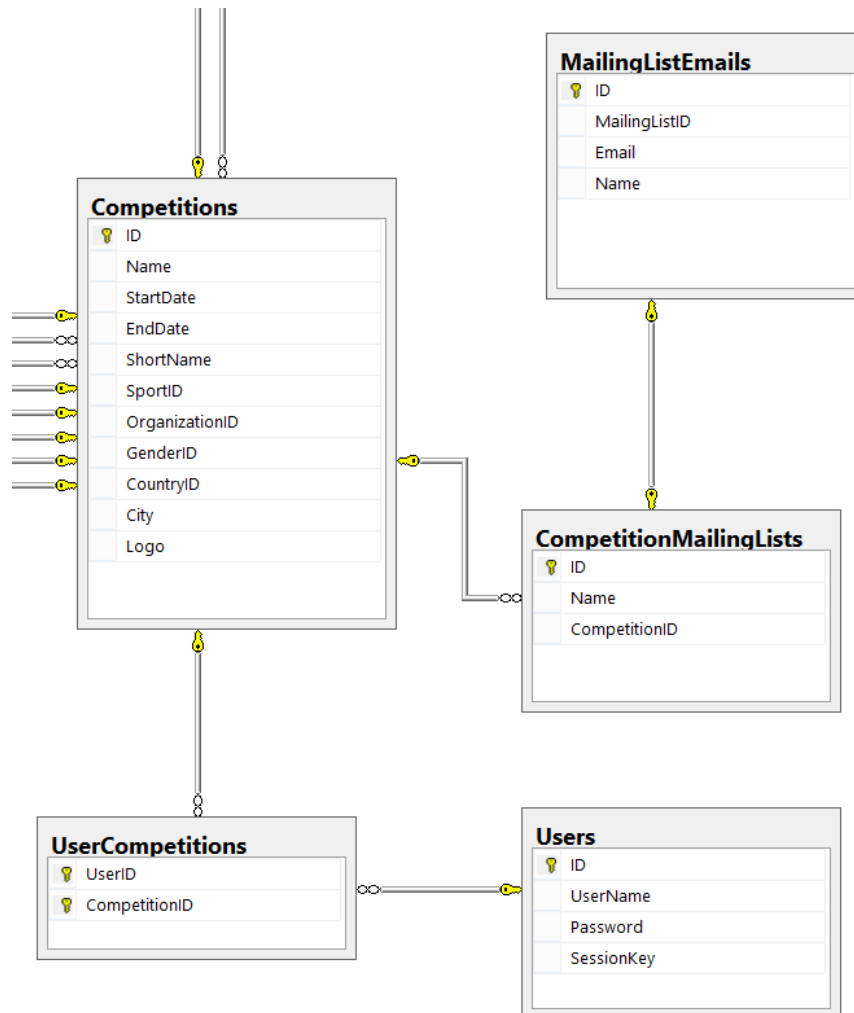 MailingListEmails
ID
MailingListID
Email
Name
Competitions
ID
Name
StartDate
EndDate
ShortName
SportID
OrganizationID
GenderID
CountryID
City
Logo
CompetitionMailingLists
ID
Name
CompetitionID
UserCompetitions
UserID
CompetitionID
Users
ID
UserName
Password
SessionKey